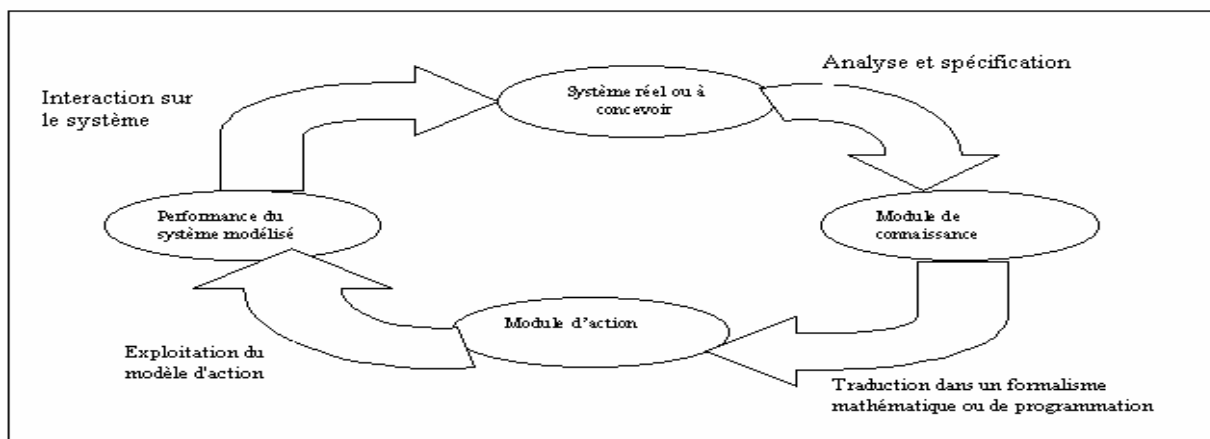 Analyse et spécification
Système réel ou à
concevoir
Interaction sur
le système
Performance du
système modélisé
Module de
connaissance
Module d'action
Exploitation du
modèle d'action
Traduction dans un formalisme
mathématique ou de programmation